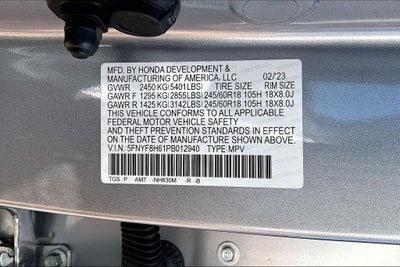 MFD. BY HONDA DEVELOPMENT &
MANUFACTURING OF AMERICA, LLC 02/'23
GVWR 2450 KG(5401LBS) TIRE SIZE RIM SIZE
GAWR F 1295 KG(2855LBS) 245/60R18 105H 18X8.0J
GAWR R 1425 KG(3142LBS) 245/60R18 105H 18X8.0J
THIS VEHICLE CONFORMS TO ALL APPLICABLE
FEDERAL MOTOR VEHICLE SAFETY
AND THEFT PREVENTION STANDARDS IN EFFECT ON
THE DATE OF MANUFACTURE SHOWN ABOVE.
V.I.N. 5FNYF8H61PB012940 TYPE:MPV
TGS P AM7 -NH830M -R -B